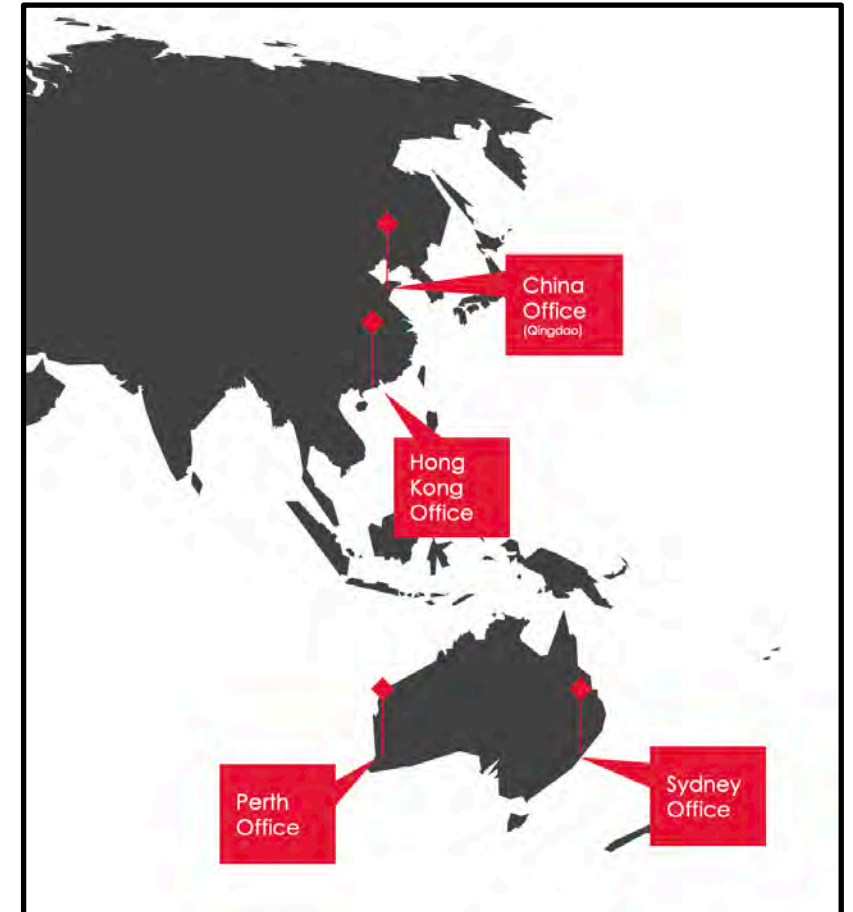 China
Office
(Qingdao)
Hong
Kong
Office
Perth
Office
Sydney
Office